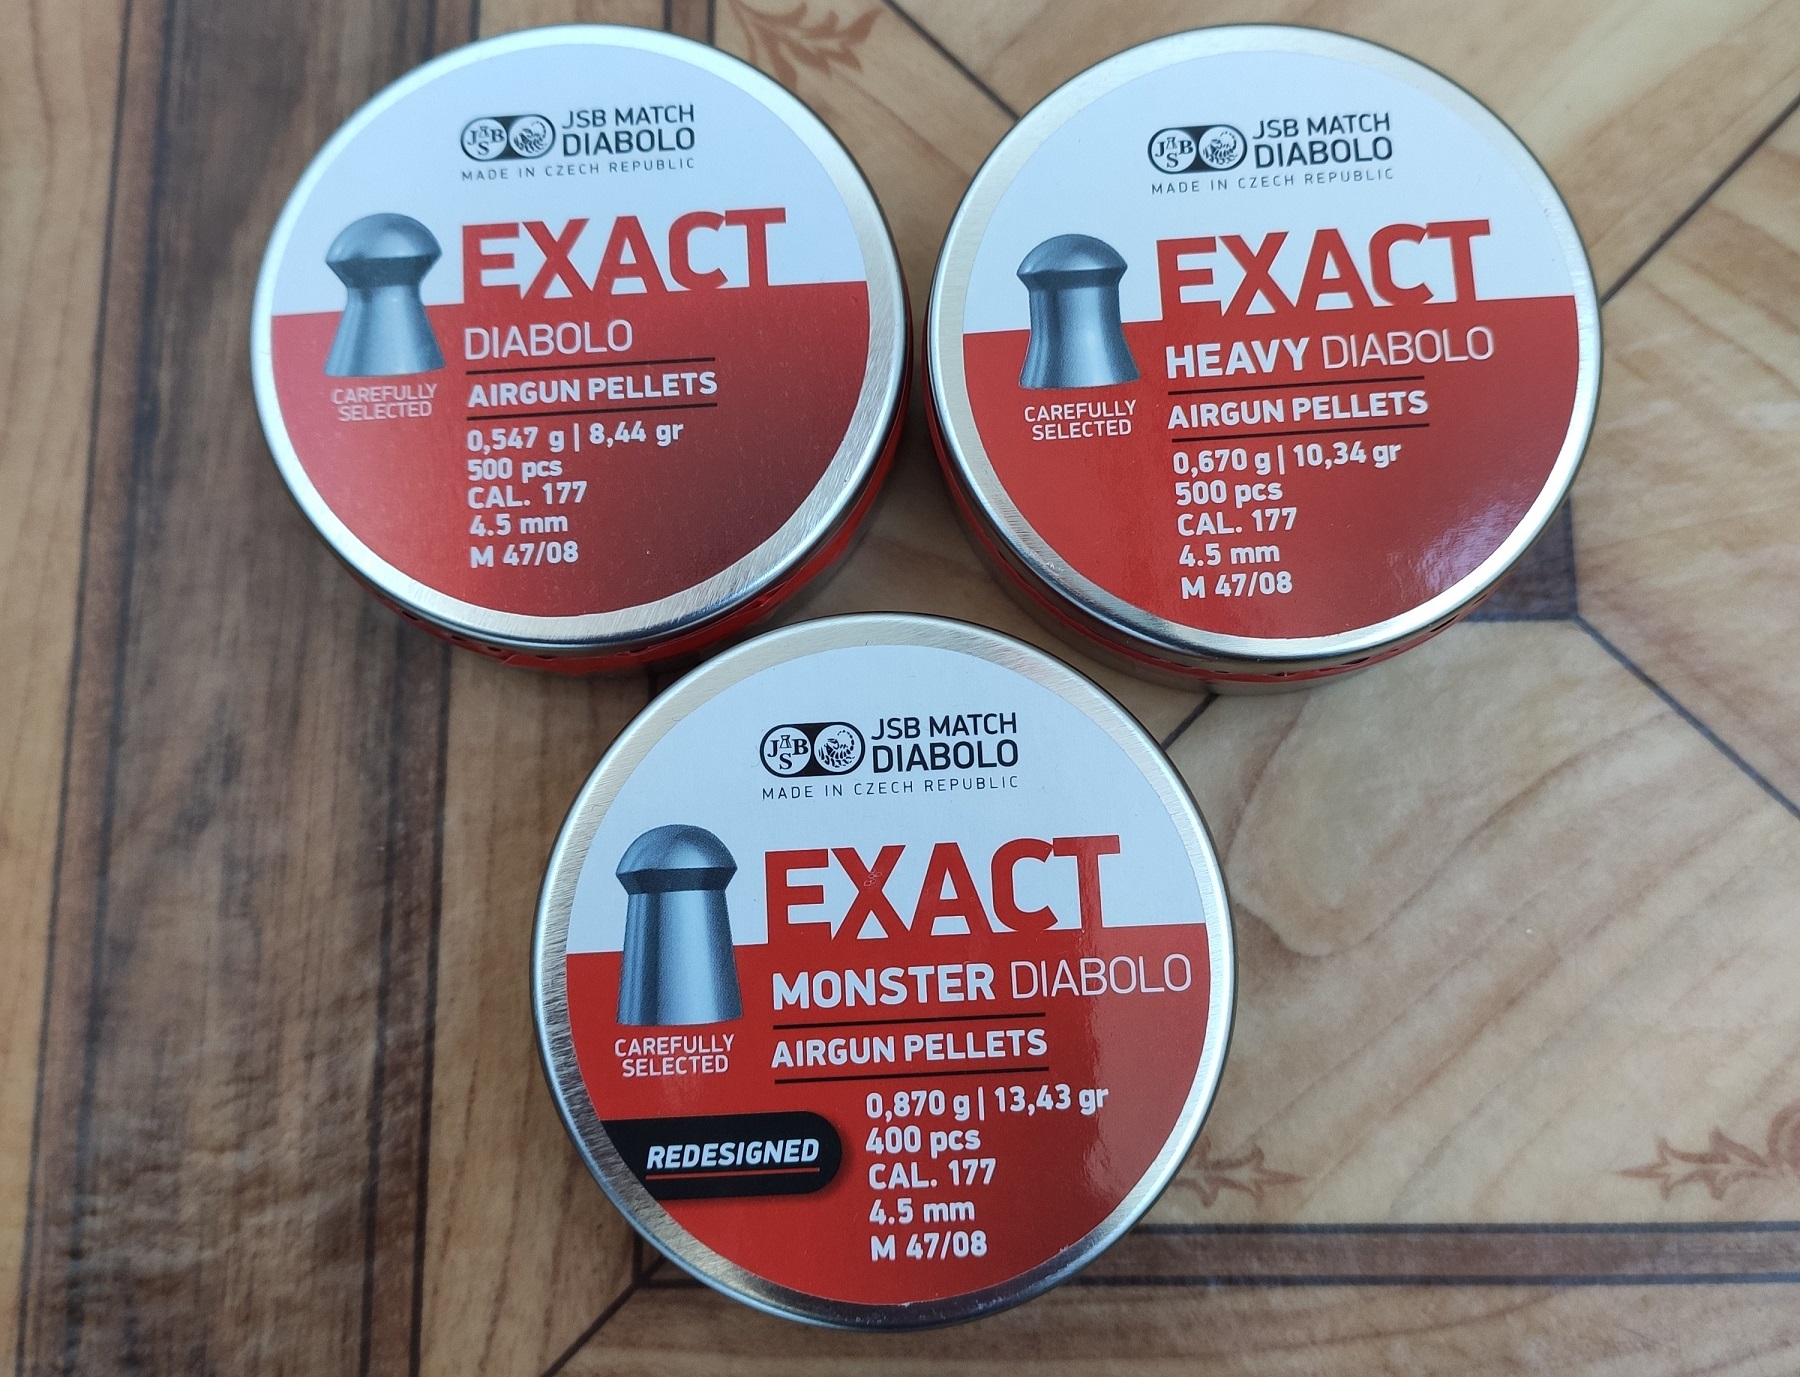 JSB
JSB MATCH
DIABOLO
MADE IN CZECH REPUBLIC
EXACT
DIABOLO
AIRGUN PELLETS
CAREFULLY
SELECTED
0,547 g | 8,44 gr
500 pcs
CAL. 177
4.5 mm
M 47/08
JSB
JSB MATCH
DIABOLO
MADE IN CZECH REPUBLIC
EXACT
HEAVY DIABOLO
AIRGUN PELLETS
CAREFULLY
SELECTED
0,670 g | 10,34 gr
500 pcs
CAL. 177
4.5 mm
M 47/08
JSB
JSB MATCH
DIABOLO
MADE IN CZECH REPUBLIC
EXACT
MONSTER DIABOLO
AIRGUN PELLETS
CAREFULLY
SELECTED
REDESIGNED
0,870 g | 13,43 gr
400 pcs
CAL. 177
4.5 mm
M 47/08